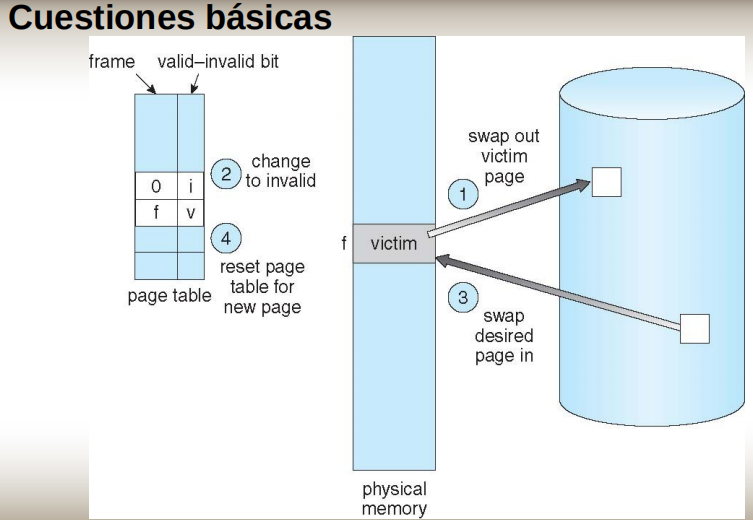 Cuestiones básicas
frame
valid–invalid bit
0 i
f v
2
change
to invalid
4
reset page
table for
new page
page table
f
victim
physical
memory
swap out
victim
page
1
3
swap
desired
page in